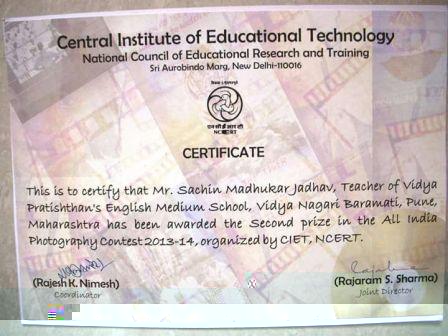 Central Institute of Educational Technology
National Council of Educational Research and Training
Sri Aurobindo Marg, New Delhi-110016
एन सी ई आर टी
NCERT
CERTIFICATE
This is to certify that Mr. Sachin Madhukar Jadhav, Teacher of Vidya
Pratishthan's English Medium School, Vidya Nagari Baramati, Pune,
Maharashtra has been awarded the Second prize in the All India
Photography Contest 2013-14, organized by CIET, NCERT.
(Rajesh K. Nimesh)
Coordinator
(Rajaram S. Sharma)
Joint Director